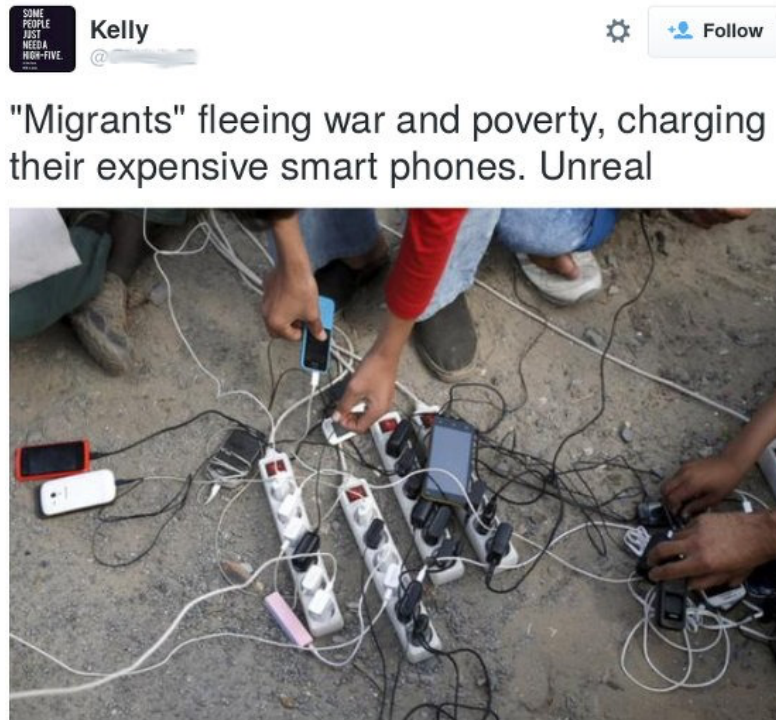 SOME
PEOPLE
JUST
NEED A
HIGH-FIVE.
Kelly
@
Follow
"Migrants" fleeing war and poverty, charging
their expensive smart phones. Unreal